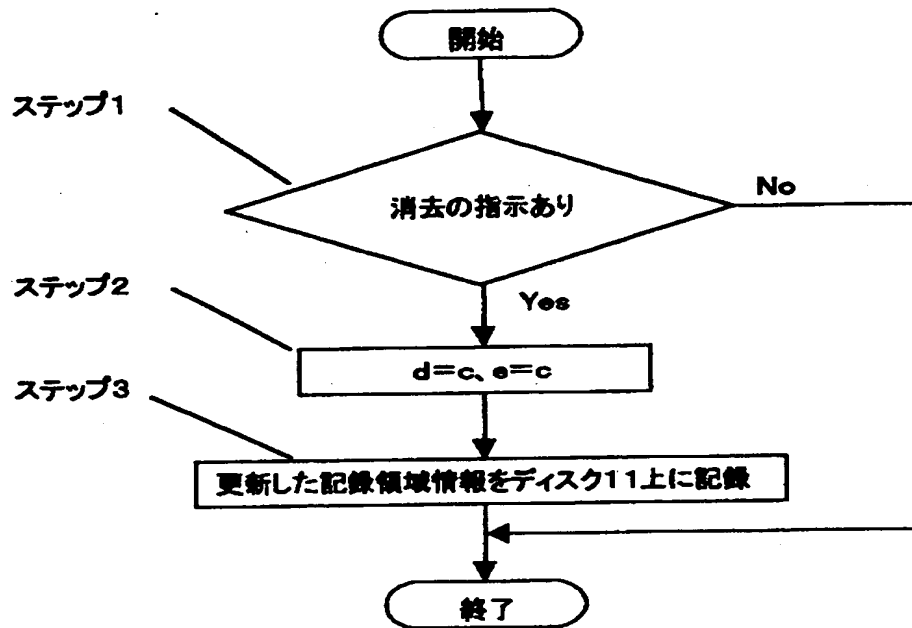 開始
ステップ1
消去の指示あり
No
Yes
ステップ2
d=c、e=c
ステップ3
更新した記録領域情報をディスク11上に記録
終了